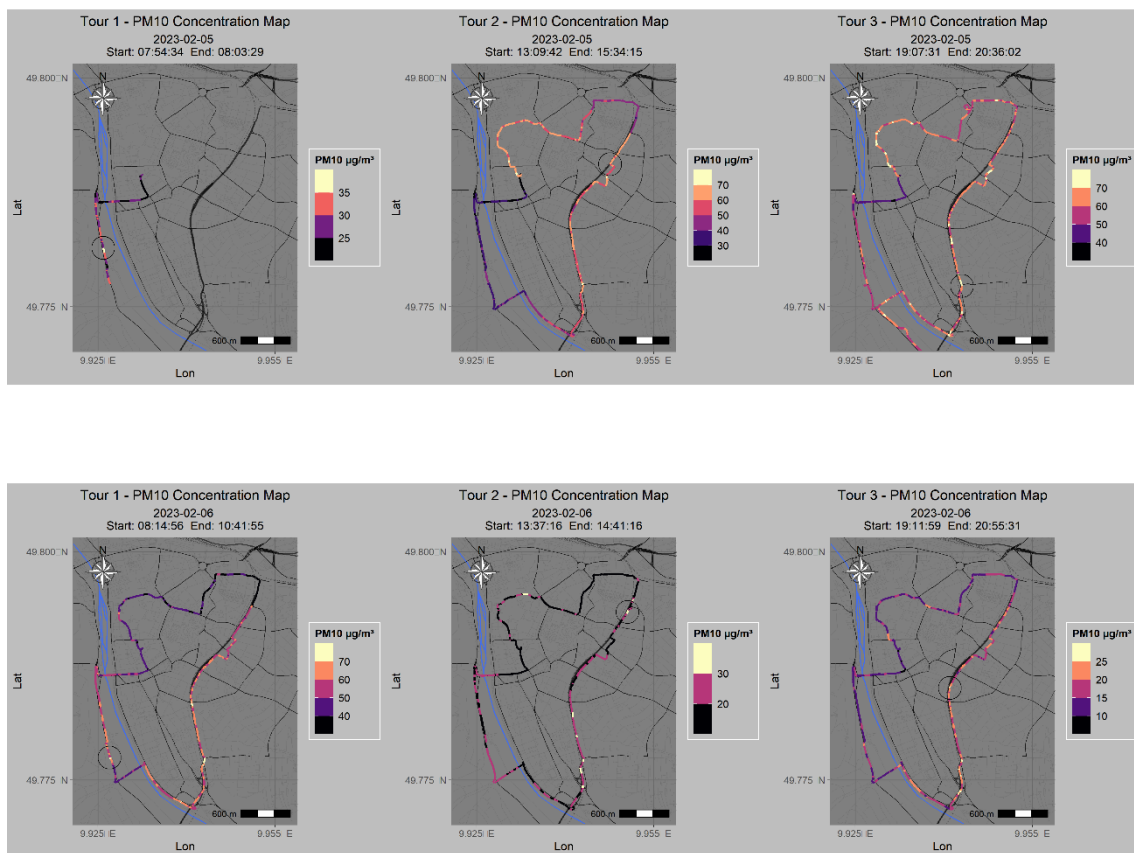 Tour 1 - PM10 Concentration Map
2023-02-05
Start: 07:54:34 End: 08:03:29
49.800 °N
N
Lat
49.775 °N
600 m
9.925 °E
9.955 °E
Lon
PM10 µg/m³
35
30
25
Tour 2 - PM10 Concentration Map
2023-02-05
Start: 13:09:42 End: 15:34:15
N
Lat
600 m
9.925 °E
9.955 °E
Lon
PM10 µg/m³
70
60
50
40
30
Tour 3 - PM10 Concentration Map
2023-02-05
Start: 19:07:31 End: 20:36:02
N
Lat
600 m
9.925 °E
9.955 °E
Lon
PM10 µg/m³
70
60
50
40
Tour 1 - PM10 Concentration Map
2023-02-06
Start: 08:14:56 End: 10:41:55
49.800 °N
N
Lat
49.775 °N
600 m
9.925 °E
9.955 °E
Lon
PM10 µg/m³
70
60
50
40
Tour 2 - PM10 Concentration Map
2023-02-06
Start: 13:37:16 End: 14:41:16
49.800 °N
N
Lat
49.775 °N
600 m
9.925 °E
9.955 °E
Lon
PM10 µg/m³
30
20
Tour 3 - PM10 Concentration Map
2023-02-06
Start: 19:11:59 End: 20:55:31
49.800 °N
N
Lat
49.775 °N
600 m
9.925 °E
9.955 °E
Lon
PM10 µg/m³
25
20
15
10